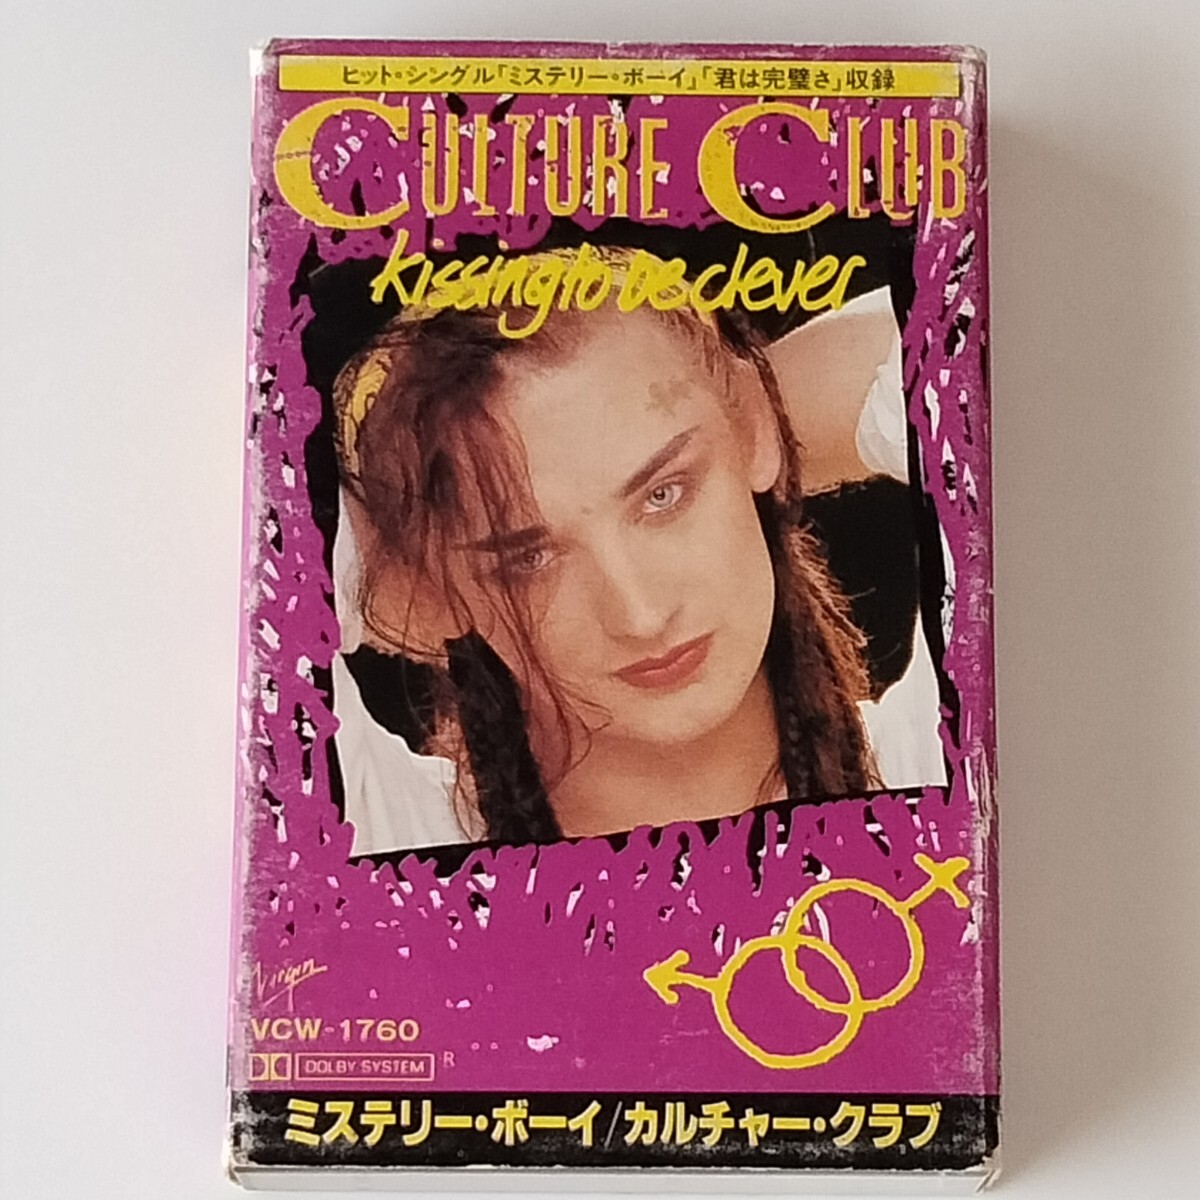 ヒット・シングル「ミステリー・ボーイ」「君は完璧さ」収録
CULTURE CLUB
kissing to be clever
Virgin
VCW-1760
DOLBY SYSTEM R
ミステリー・ボーイ/カルチャー・クラブ